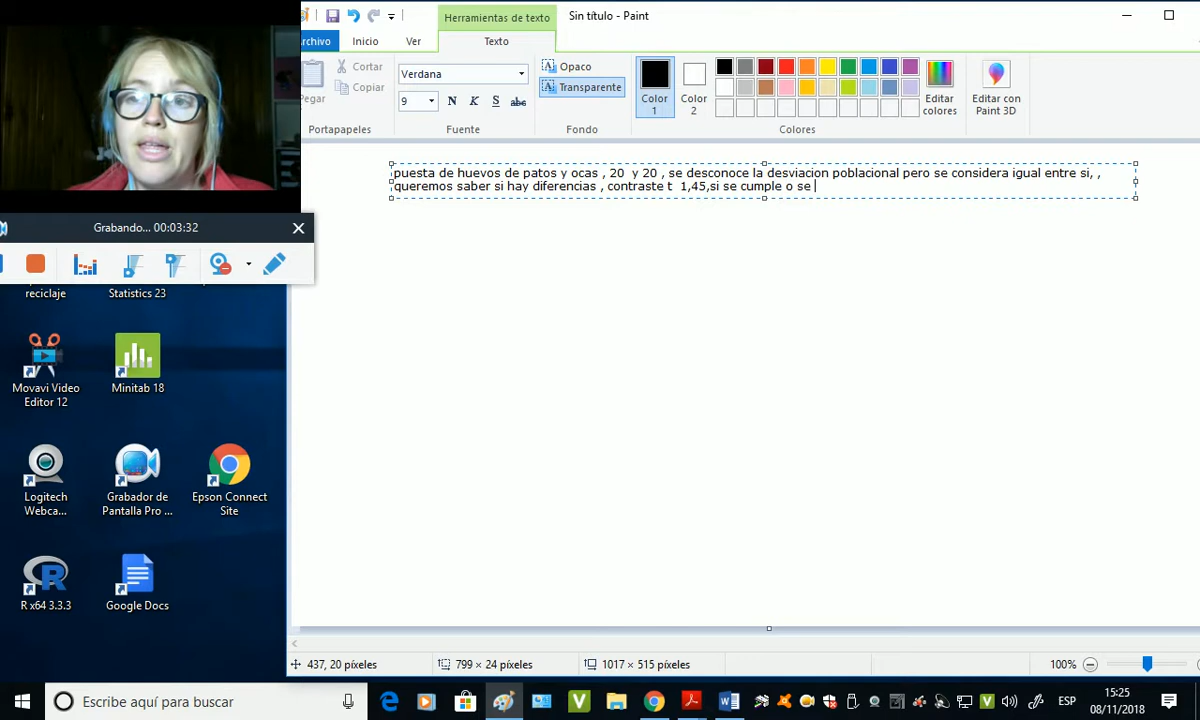 Herramientas de texto
Sin título - Paint
Archivo
Inicio
Ver
Texto
Pegar
Cortar
Copiar
Portapapeles
Verdana
9
N
K
S
abc
Fuente
Opaco
Transparente
Fondo
Color 1
Color 2
Editar colores
Colores
Editar con Paint 3D
puesta de huevos de patos y ocas , 20  y 20 , se desconoce la desviacion poblacional pero se considera igual entre si, ,
queremos saber si hay diferencias , contraste t  1,45,si se cumple o se
Grabando... 00:03:32
reciclaje
Statistics 23
Movavi Video
Editor 12
Minitab 18
Logitech
Webca...
Grabador de
Pantalla Pro ...
Epson Connect
Site
R x64 3.3.3
Google Docs
437, 20 píxeles
799 × 24 píxeles
1017 × 515 píxeles
100%
Escribe aquí para buscar
ESP
15:25
08/11/2018